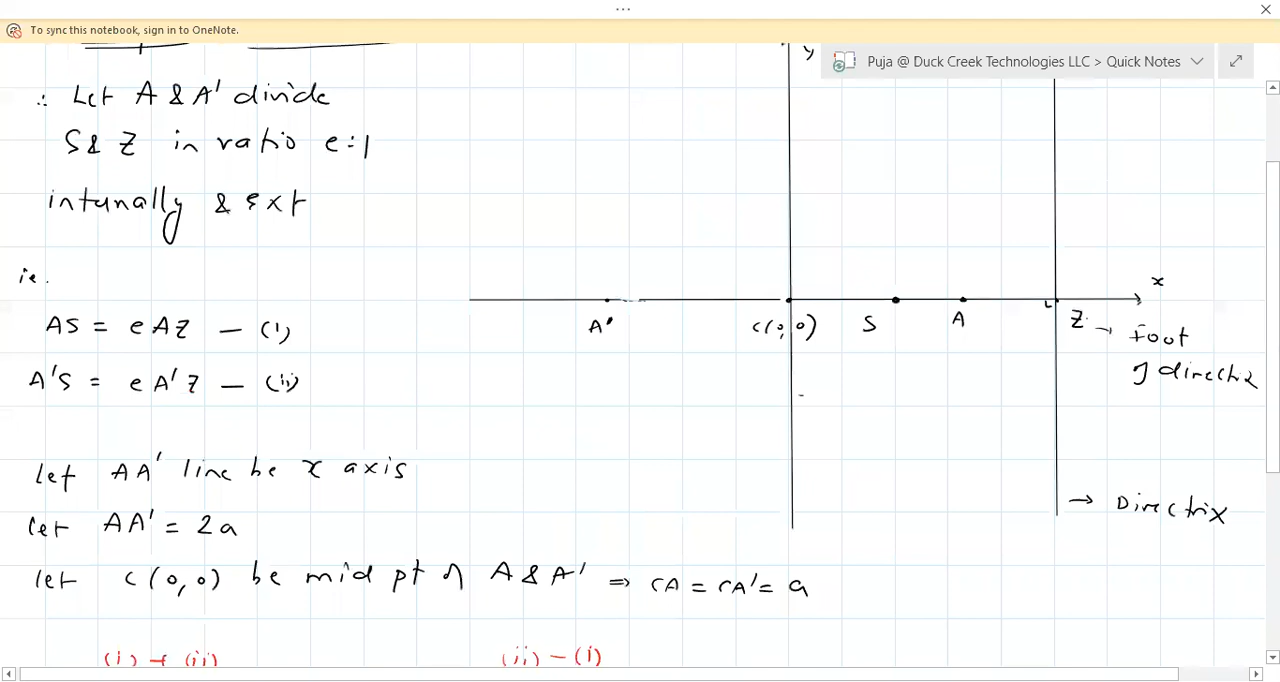 To sync this notebook, sign in to OneNote.
Puja @ Duck Creek Technologies LLC > Quick Notes
y
∴ Let A & A' divide
S & Z in ratio e:1
internally & ext
ie.
AS = e AZ — (i)
A'S = e A'Z — (ii)
let AA' line be x axis
let AA' = 2a
let C(0,0) be mid pt of A & A' ⇒ CA = CA' = a
(i) + (ii)
(ii) − (i)
x
A'
C(0,0)
S
A
L
Z → Foot
of directrix
→ Directrix